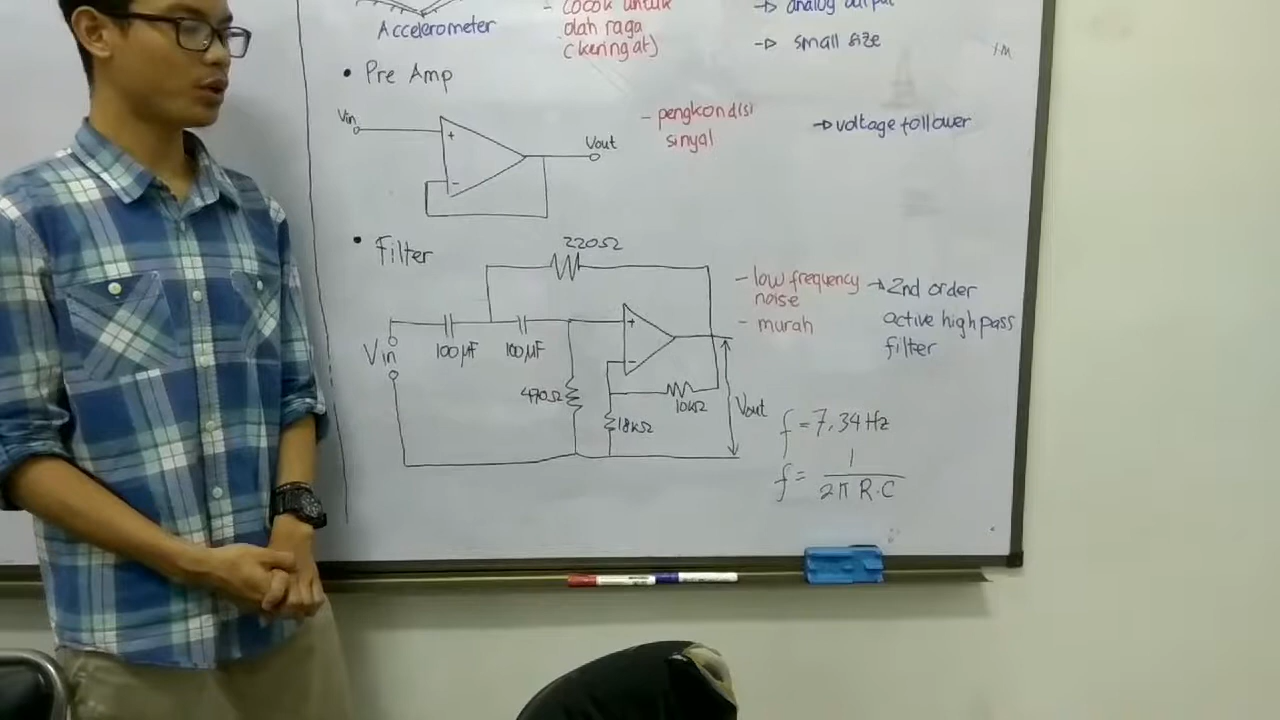 Accelerometer
- cocok untuk
olah raga
(keringat)
-> analog output
-> small size
1M
• Pre Amp
Vin
+
-
Vout
- pengkondisi
sinyal
-> voltage follower
• Filter
220Ω
Vin
100μF
100μF
+
-
470Ω
10kΩ
18kΩ
Vout
- low frequency
noise
- murah
-> 2nd order
active high pass
filter
f = 7.34 Hz
f = 1
2π R.C